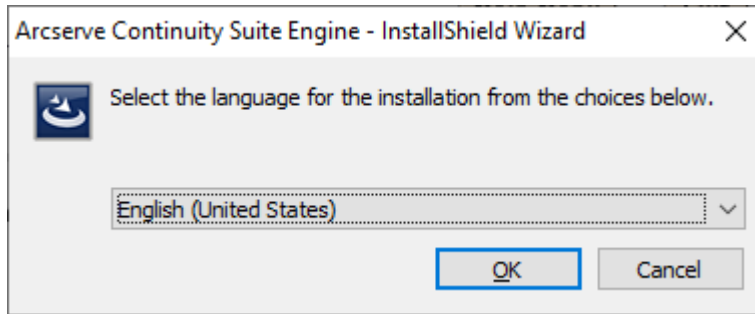 Arcserve Continuity Suite Engine - InstallShield Wizard
Select the language for the installation from the choices below.
English (United States)
OK
Cancel